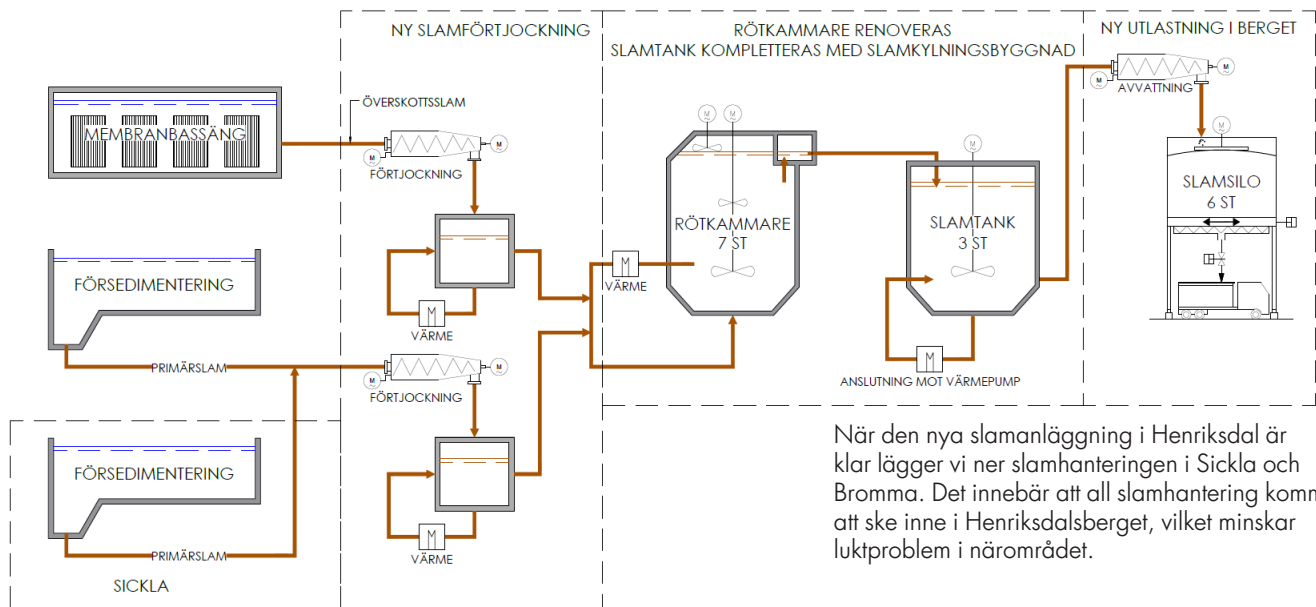 NY SLAMFÖRTJOCKNING
RÖTKAMMARE RENOVERAS
SLAMTANK KOMPLETTERAS MED SLAMKYLNINGSBYGGNAD
NY UTLASTNING I BERGET
MEMBRANBASSÄNG
ÖVERSKOTTSSLAM
M
M
FÖRTJOCKNING
VÄRME
FÖRSEDIMENTERING
PRIMÄRSLAM
M
M
FÖRTJOCKNING
VÄRME
FÖRSEDIMENTERING
PRIMÄRSLAM
SICKLA
VÄRME
M
M
RÖTKAMMARE
7 ST
M
SLAMTANK
3 ST
ANSLUTNING MOT VÄRMEPUMP
M
M
AVVATTNING
M
SLAMSILO
6 ST
När den nya slamanläggning i Henriksdal är
klar lägger vi ner slamhanteringen i Sickla och
Bromma. Det innebär att all slamhantering komm
att ske inne i Henriksdalsberget, vilket minskar
luktproblem i närområdet.